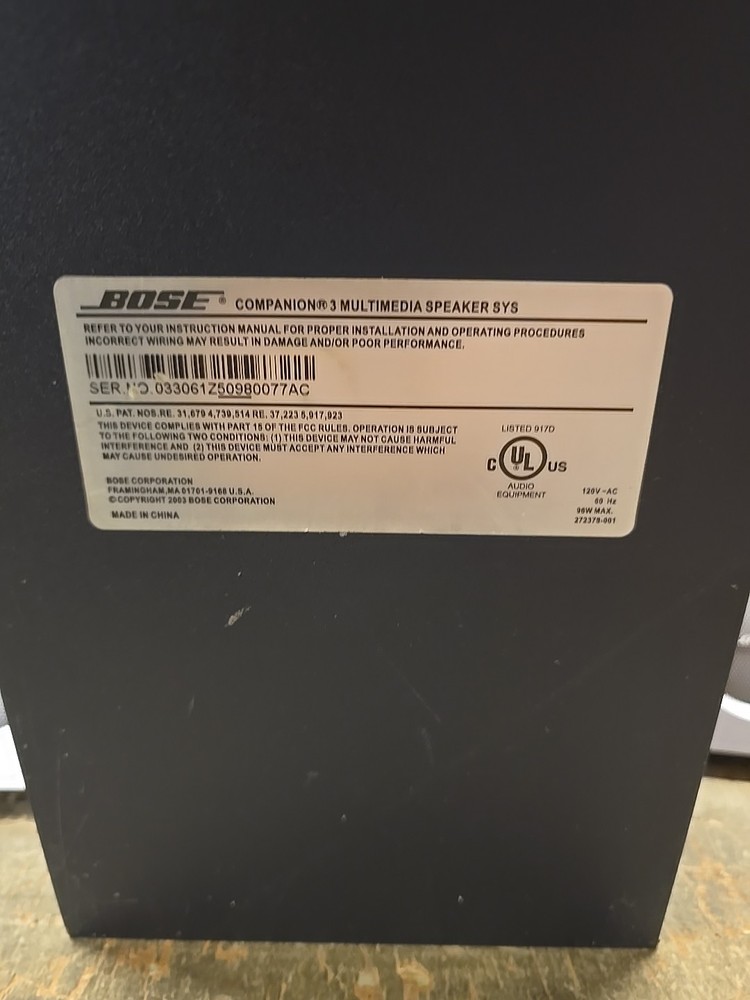 BOSE® COMPANION® 3 MULTIMEDIA SPEAKER SYS
REFER TO YOUR INSTRUCTION MANUAL FOR PROPER INSTALLATION AND OPERATING PROCEDURES
INCORRECT WIRING MAY RESULT IN DAMAGE AND/OR POOR PERFORMANCE.
SER.NO.033061Z50980077AC
U.S. PAT. NOS.RE. 31,679 4,739,514 RE. 37,223 5,917,923
THIS DEVICE COMPLIES WITH PART 15 OF THE FCC RULES. OPERATION IS SUBJECT
TO THE FOLLOWING TWO CONDITIONS: (1) THIS DEVICE MAY NOT CAUSE HARMFUL
INTERFERENCE AND (2) THIS DEVICE MUST ACCEPT ANY INTERFERENCE WHICH
MAY CAUSE UNDESIRED OPERATION.
BOSE CORPORATION
FRAMINGHAM,MA 01701-9168 U.S.A.
©COPYRIGHT 2003 BOSE CORPORATION
MADE IN CHINA
LISTED 917D
C UL® US
AUDIO
EQUIPMENT
120V ~AC
60 Hz
96W MAX.
272378-001